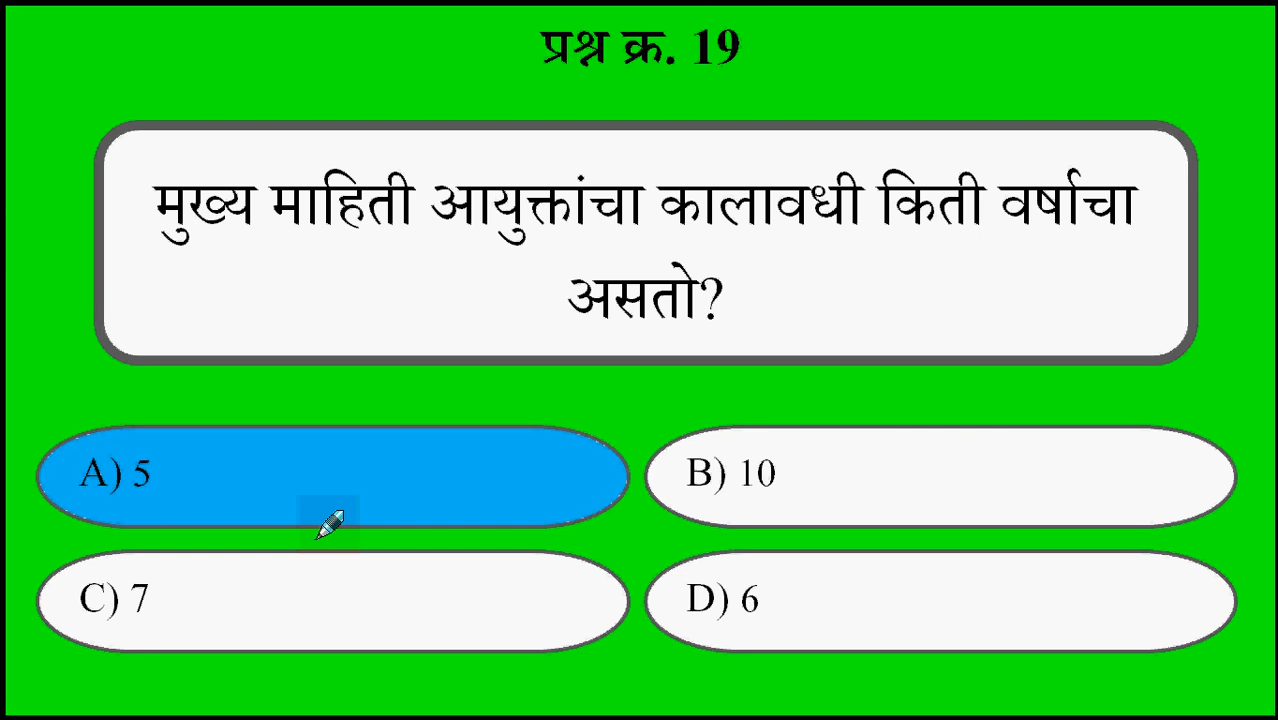 प्रश्न क्र. 19
मुख्य माहिती आयुक्तांचा कालावधी किती वर्षाचा
असतो?
A) 5
B) 10
C) 7
D) 6